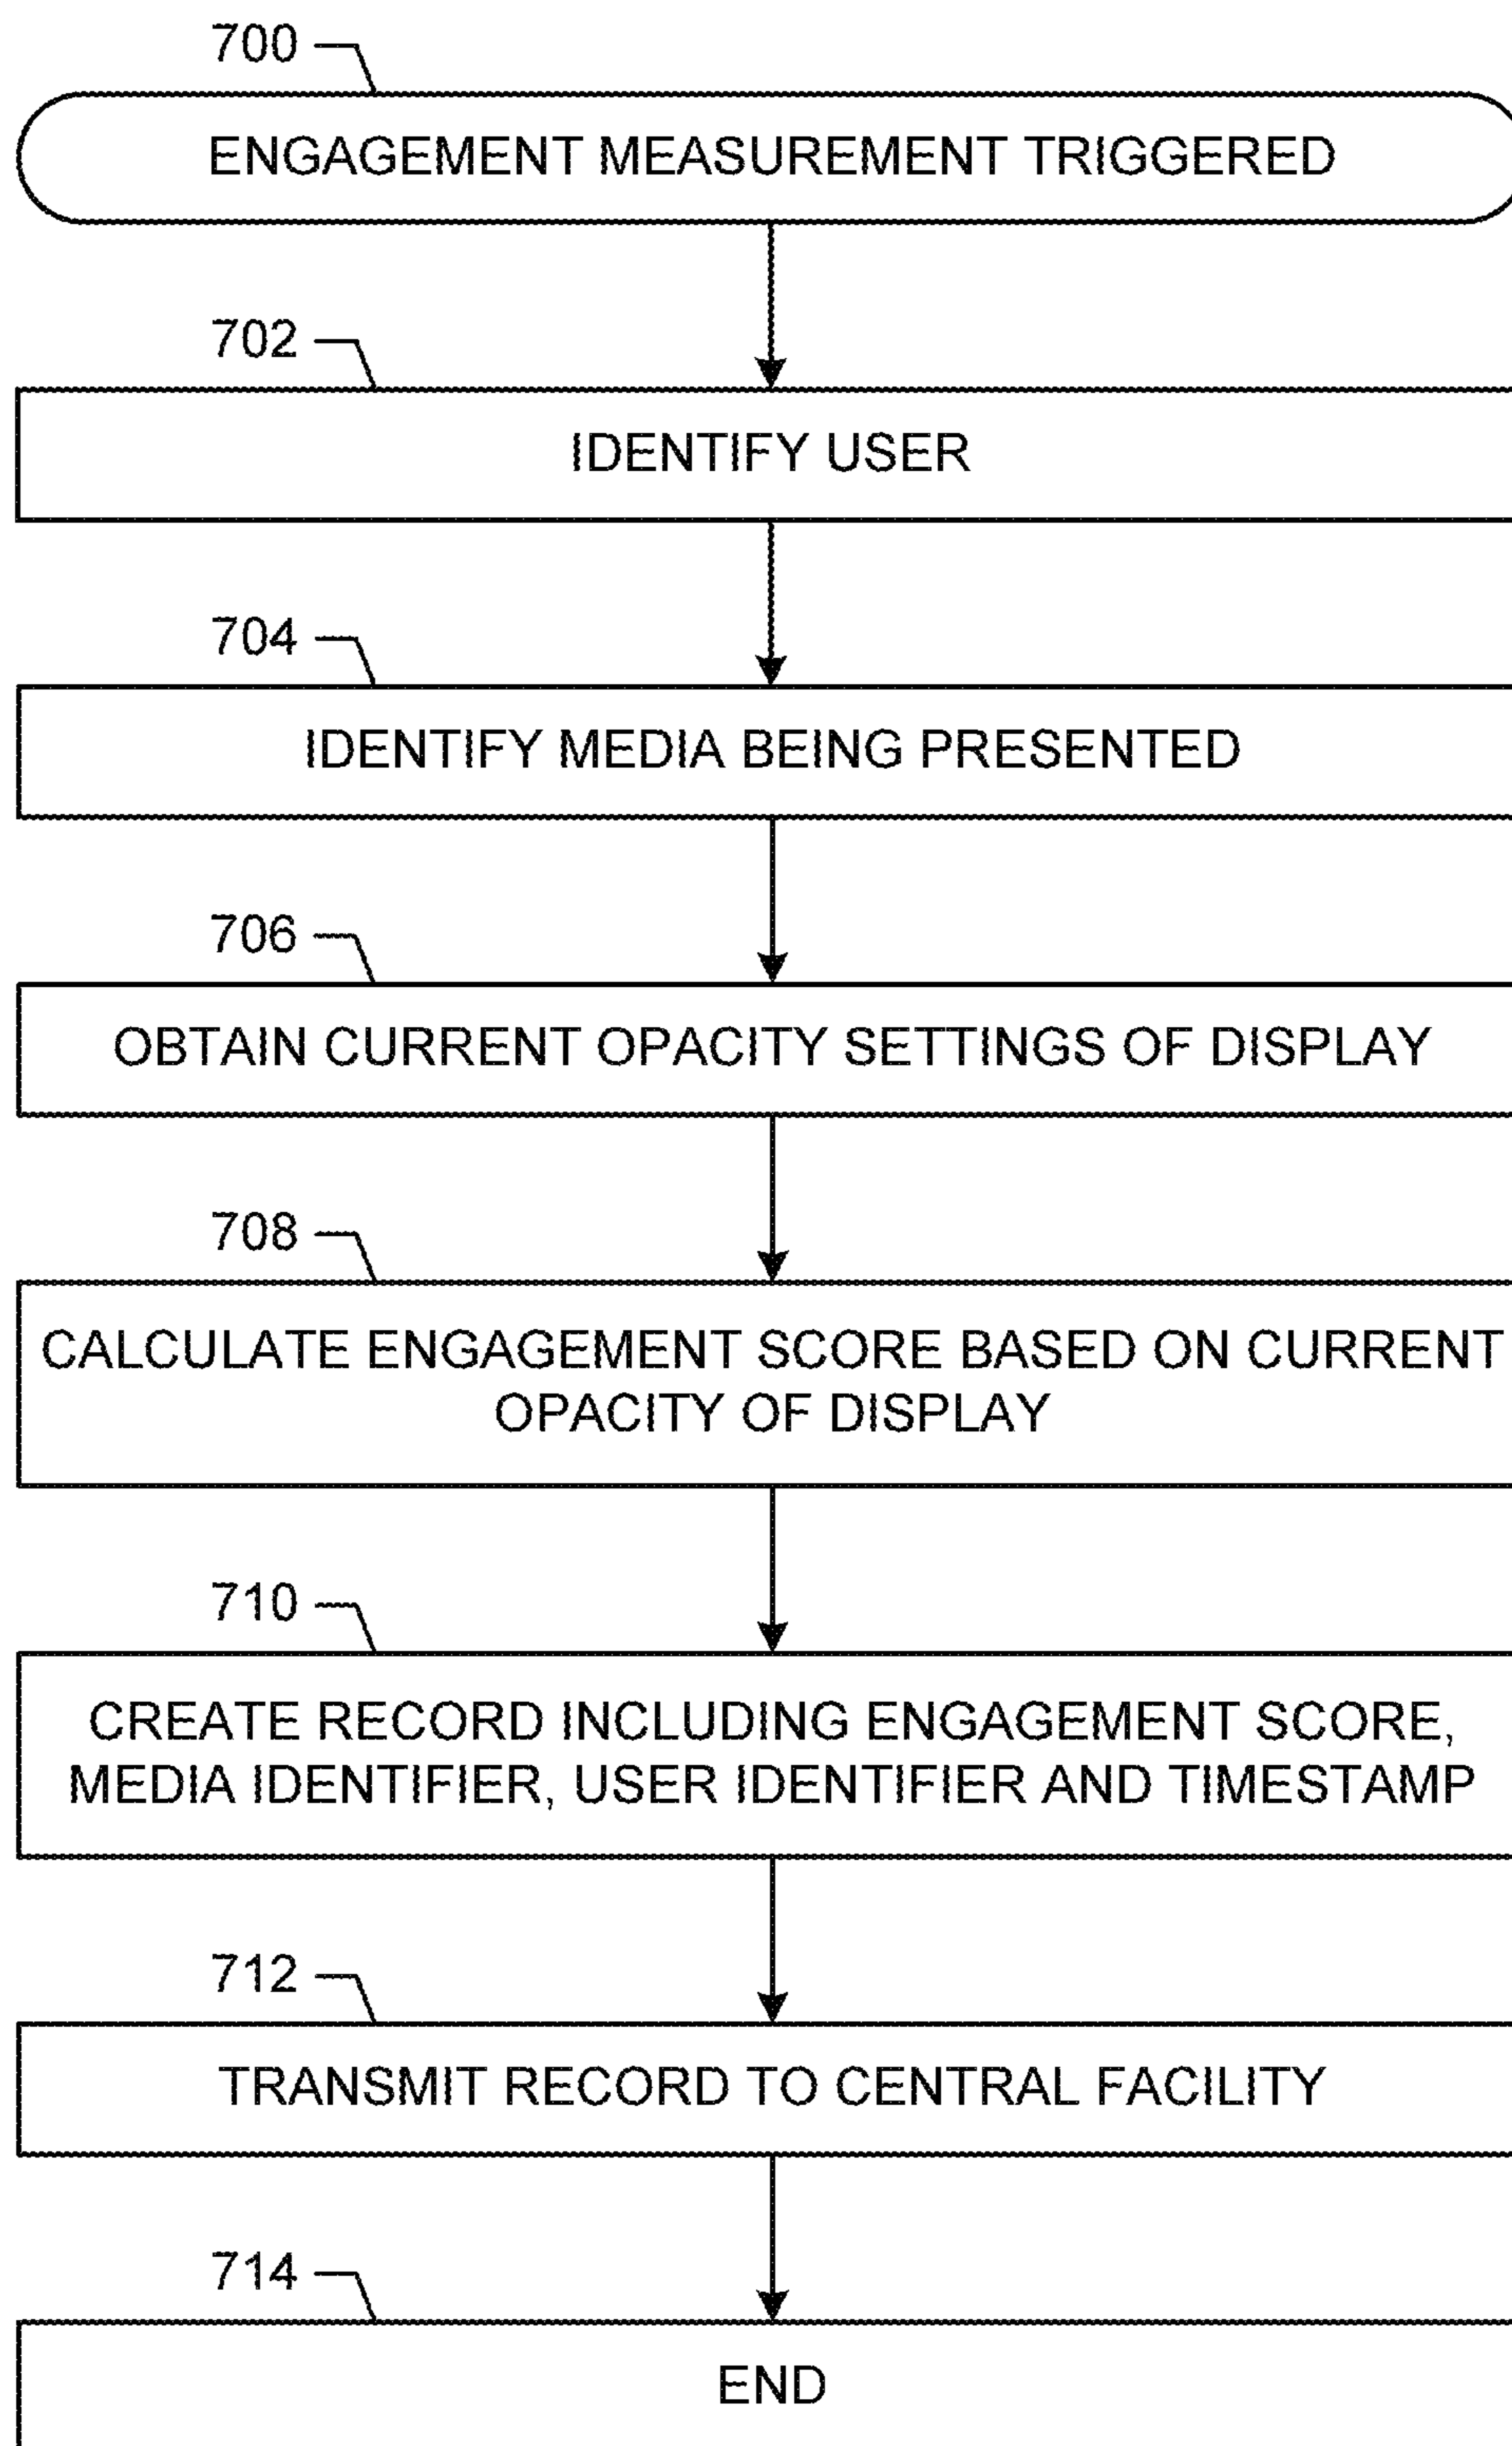 700
ENGAGEMENT MEASUREMENT TRIGGERED
702
IDENTIFY USER
704
IDENTIFY MEDIA BEING PRESENTED
706
OBTAIN CURRENT OPACITY SETTINGS OF DISPLAY
708
CALCULATE ENGAGEMENT SCORE BASED ON CURRENT
OPACITY OF DISPLAY
710
CREATE RECORD INCLUDING ENGAGEMENT SCORE,
MEDIA IDENTIFIER, USER IDENTIFIER AND TIMESTAMP
712
TRANSMIT RECORD TO CENTRAL FACILITY
714
END